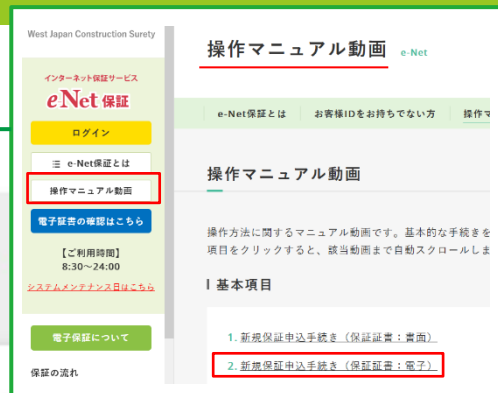 West Japan Construction Surety
インターネット保証サービス
eNet 保証
ログイン
e-Net保証とは
操作マニュアル動画
電子証書の確認はこちら
【ご利用時間】
8:30~24:00
システムメンテナンス日はこちら
電子保証について
保証の流れ
操作マニュアル動画 e-Net
e-Net保証とは お客様IDをお持ちでない方 操作マ
操作マニュアル動画
操作方法に関するマニュアル動画です。基本的な手続きを
項目をクリックすると、該当動画まで自動スクロールしま
基本項目
1. 新規保証申込手続き（保証証書：書面）
2. 新規保証申込手続き（保証証書：電子）